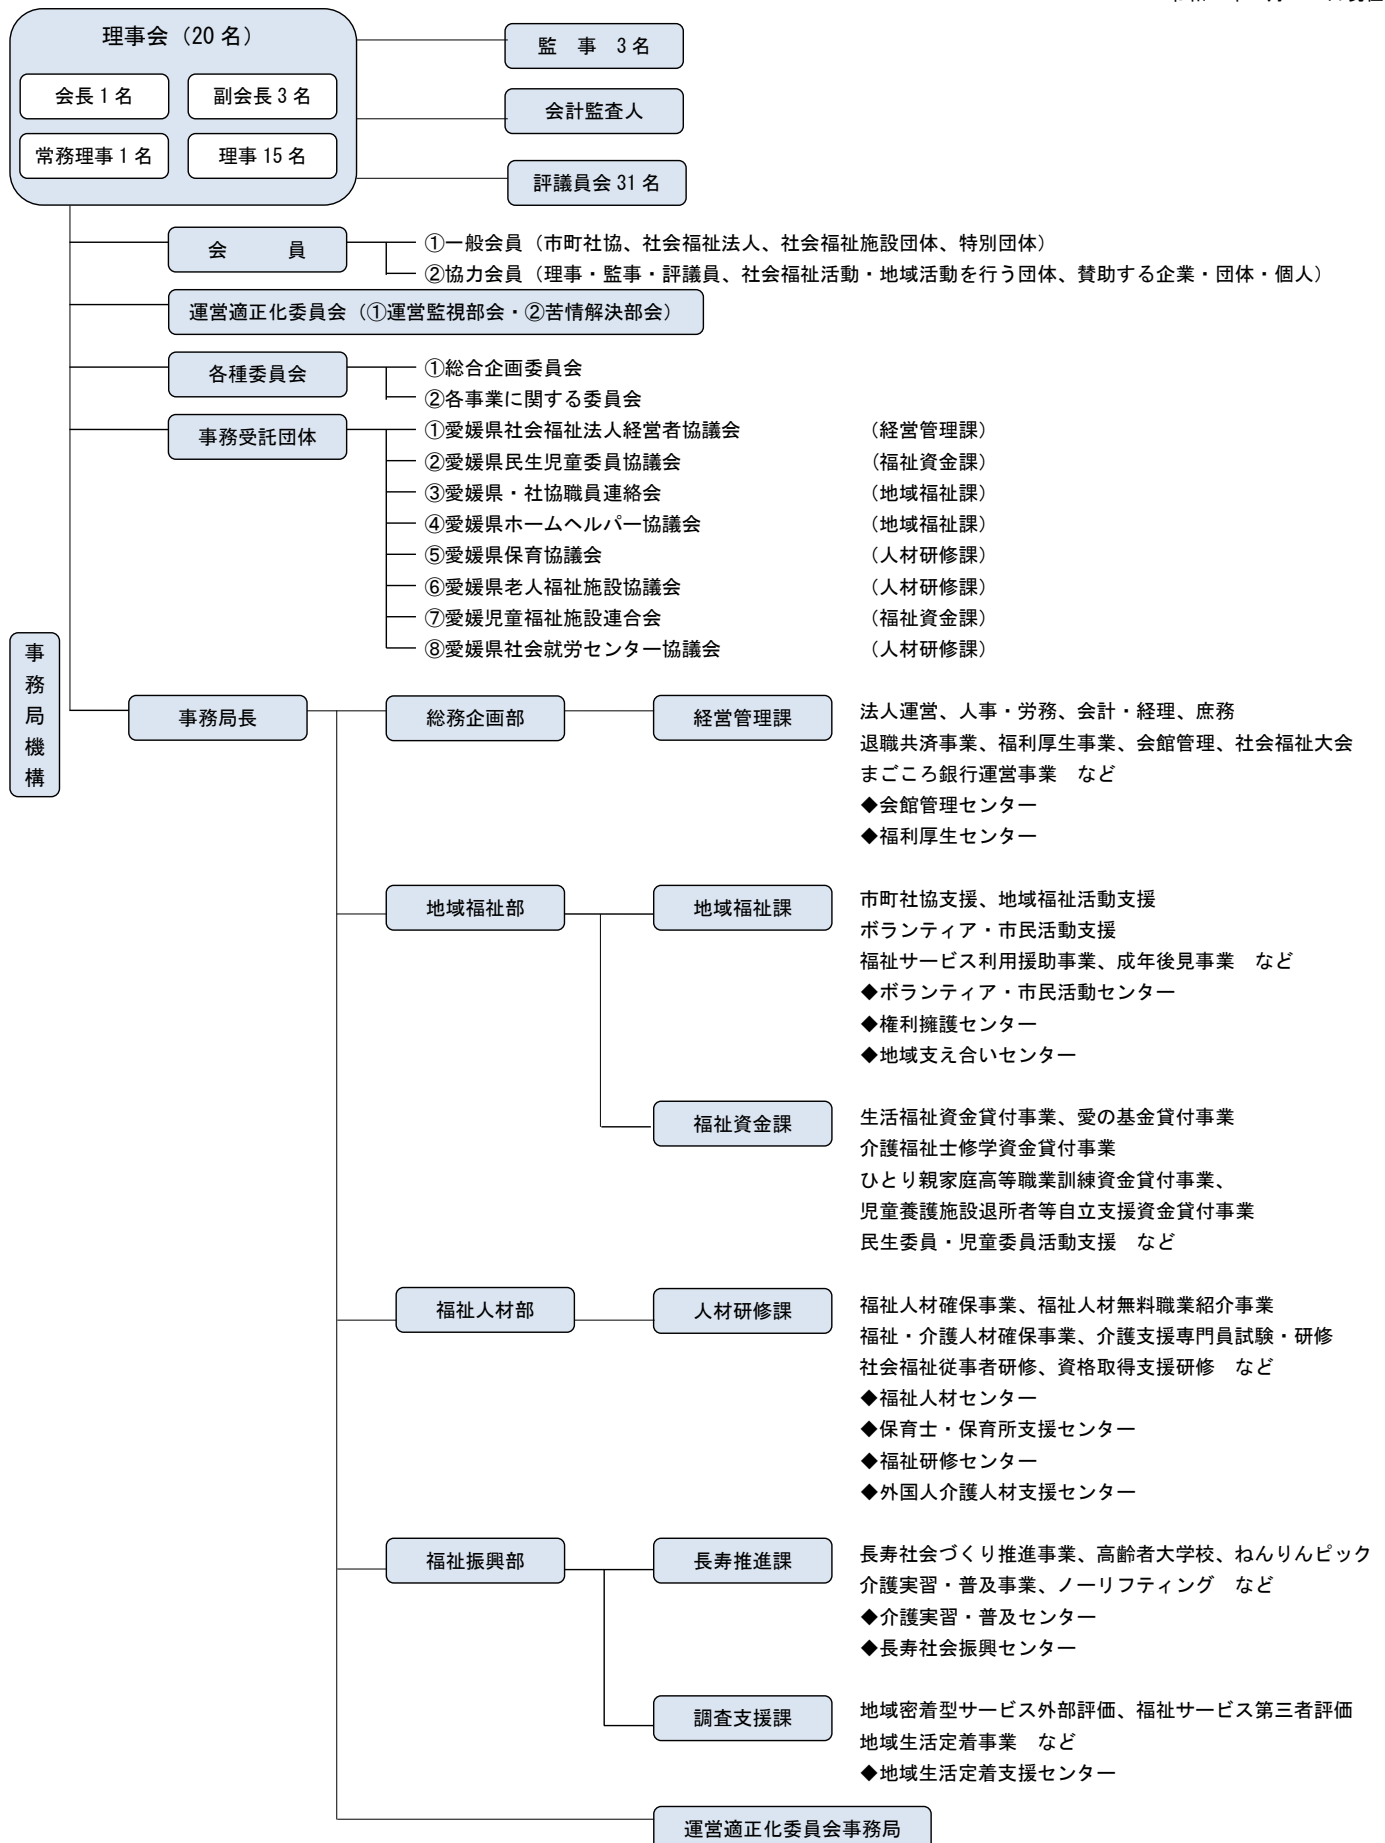 理事会（20 名）
会長 1 名
副会長 3 名
常務理事 1 名
理事 15 名
監　事　3 名
会計監査人
評議員会 31 名
会　　　員
①一般会員（市町社協、社会福祉法人、社会福祉施設団体、特別団体）
②協力会員（理事・監事・評議員、社会福祉活動・地域活動を行う団体、賛助する企業・団体・個人）
運営適正化委員会（①運営監視部会・②苦情解決部会）
各種委員会
①総合企画委員会
②各事業に関する委員会
事務受託団体
①愛媛県社会福祉法人経営者協議会　（経営管理課）
②愛媛県民生児童委員協議会　（福祉資金課）
③愛媛県・社協職員連絡会　（地域福祉課）
④愛媛県ホームヘルパー協議会　（地域福祉課）
⑤愛媛県保育協議会　（人材研修課）
⑥愛媛県老人福祉施設協議会　（人材研修課）
⑦愛媛児童福祉施設連合会　（福祉資金課）
⑧愛媛県社会就労センター協議会　（人材研修課）
事務局機構
事務局長
総務企画部
経営管理課
法人運営、人事・労務、会計・経理、庶務
退職共済事業、福利厚生事業、会館管理、社会福祉大会
まごころ銀行運営事業　など
◆会館管理センター
◆福利厚生センター
地域福祉部
地域福祉課
市町社協支援、地域福祉活動支援
ボランティア・市民活動支援
福祉サービス利用援助事業、成年後見事業　など
◆ボランティア・市民活動センター
◆権利擁護センター
◆地域支え合いセンター
福祉資金課
生活福祉資金貸付事業、愛の基金貸付事業
介護福祉士修学資金貸付事業
ひとり親家庭高等職業訓練資金貸付事業、
児童養護施設退所者等自立支援資金貸付事業
民生委員・児童委員活動支援　など
福祉人材部
人材研修課
福祉人材確保事業、福祉人材無料職業紹介事業
福祉・介護人材確保事業、介護支援専門員試験・研修
社会福祉従事者研修、資格取得支援研修　など
◆福祉人材センター
◆保育士・保育所支援センター
◆福祉研修センター
◆外国人介護人材支援センター
福祉振興部
長寿推進課
長寿社会づくり推進事業、高齢者大学校、ねんりんピック
介護実習・普及事業、ノーリフティング　など
◆介護実習・普及センター
◆長寿社会振興センター
調査支援課
地域密着型サービス外部評価、福祉サービス第三者評価
地域生活定着事業　など
◆地域生活定着支援センター
運営適正化委員会事務局